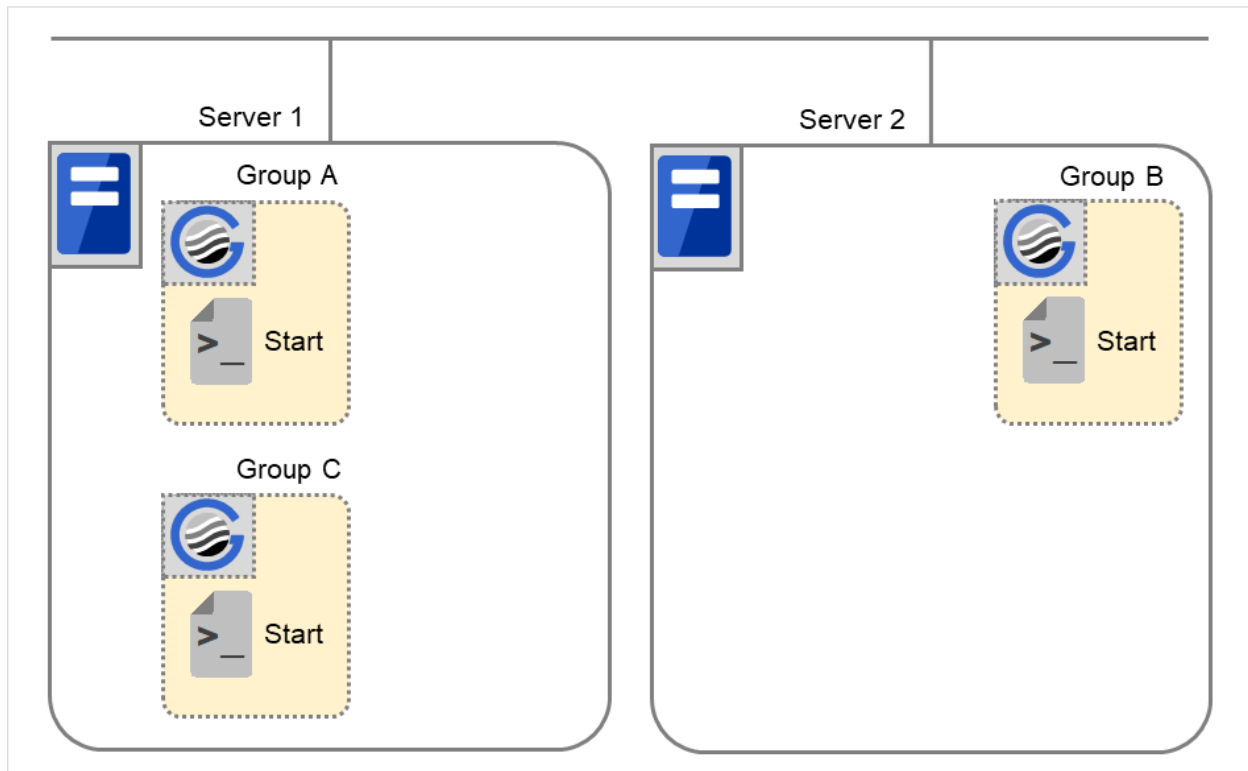 Server 1
Server 2
Group A
Group B
>_ Start
>_ Start
Group C
>_ Start